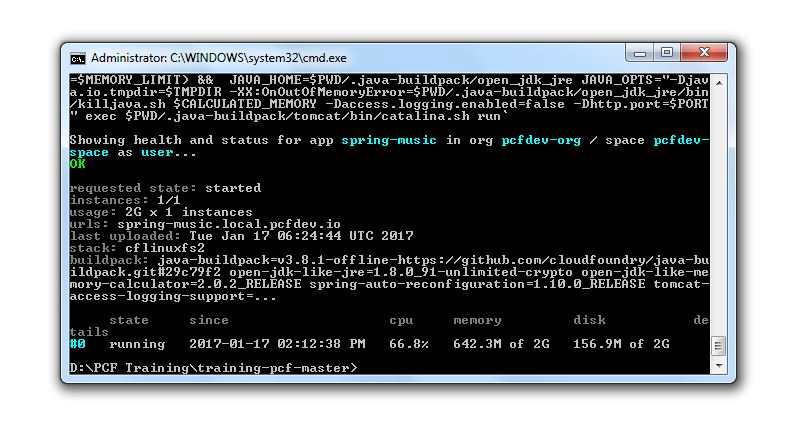 Administrator: C:\WINDOWS\system32\cmd.exe
=$MEMORY_LIMIT) &&  JAVA_HOME=$PWD/.java-buildpack/open_jdk_jre JAVA_OPTS="-Djav
a.io.tmpdir=$TMPDIR -XX:OnOutOfMemoryError=$PWD/.java-buildpack/open_jdk_jre/bin
/killjava.sh $CALCULATED_MEMORY -Daccess.logging.enabled=false -Dhttp.port=$PORT
" exec $PWD/.java-buildpack/tomcat/bin/catalina.sh run`
Showing health and status for app spring-music in org pcfdev-org / space pcfdev-
space as user...
OK
requested state: started
instances: 1/1
usage: 2G x 1 instances
urls: spring-music.local.pcfdev.io
last uploaded: Tue Jan 17 06:24:44 UTC 2017
stack: cflinuxfs2
buildpack: java-buildpack=v3.8.1-offline-https://github.com/cloudfoundry/java-bu
ildpack.git#29c79f2 open-jdk-like-jre=1.8.0_91-unlimited-crypto open-jdk-like-me
mory-calculator=2.0.2_RELEASE spring-auto-reconfiguration=1.10.0_RELEASE tomcat-
access-logging-support=...
state     since                    cpu     memory         disk           de
tails
#0   running   2017-01-17 02:12:38 PM   66.8%   642.3M of 2G   156.9M of 2G
D:\PCF Training\training-pcf-master>